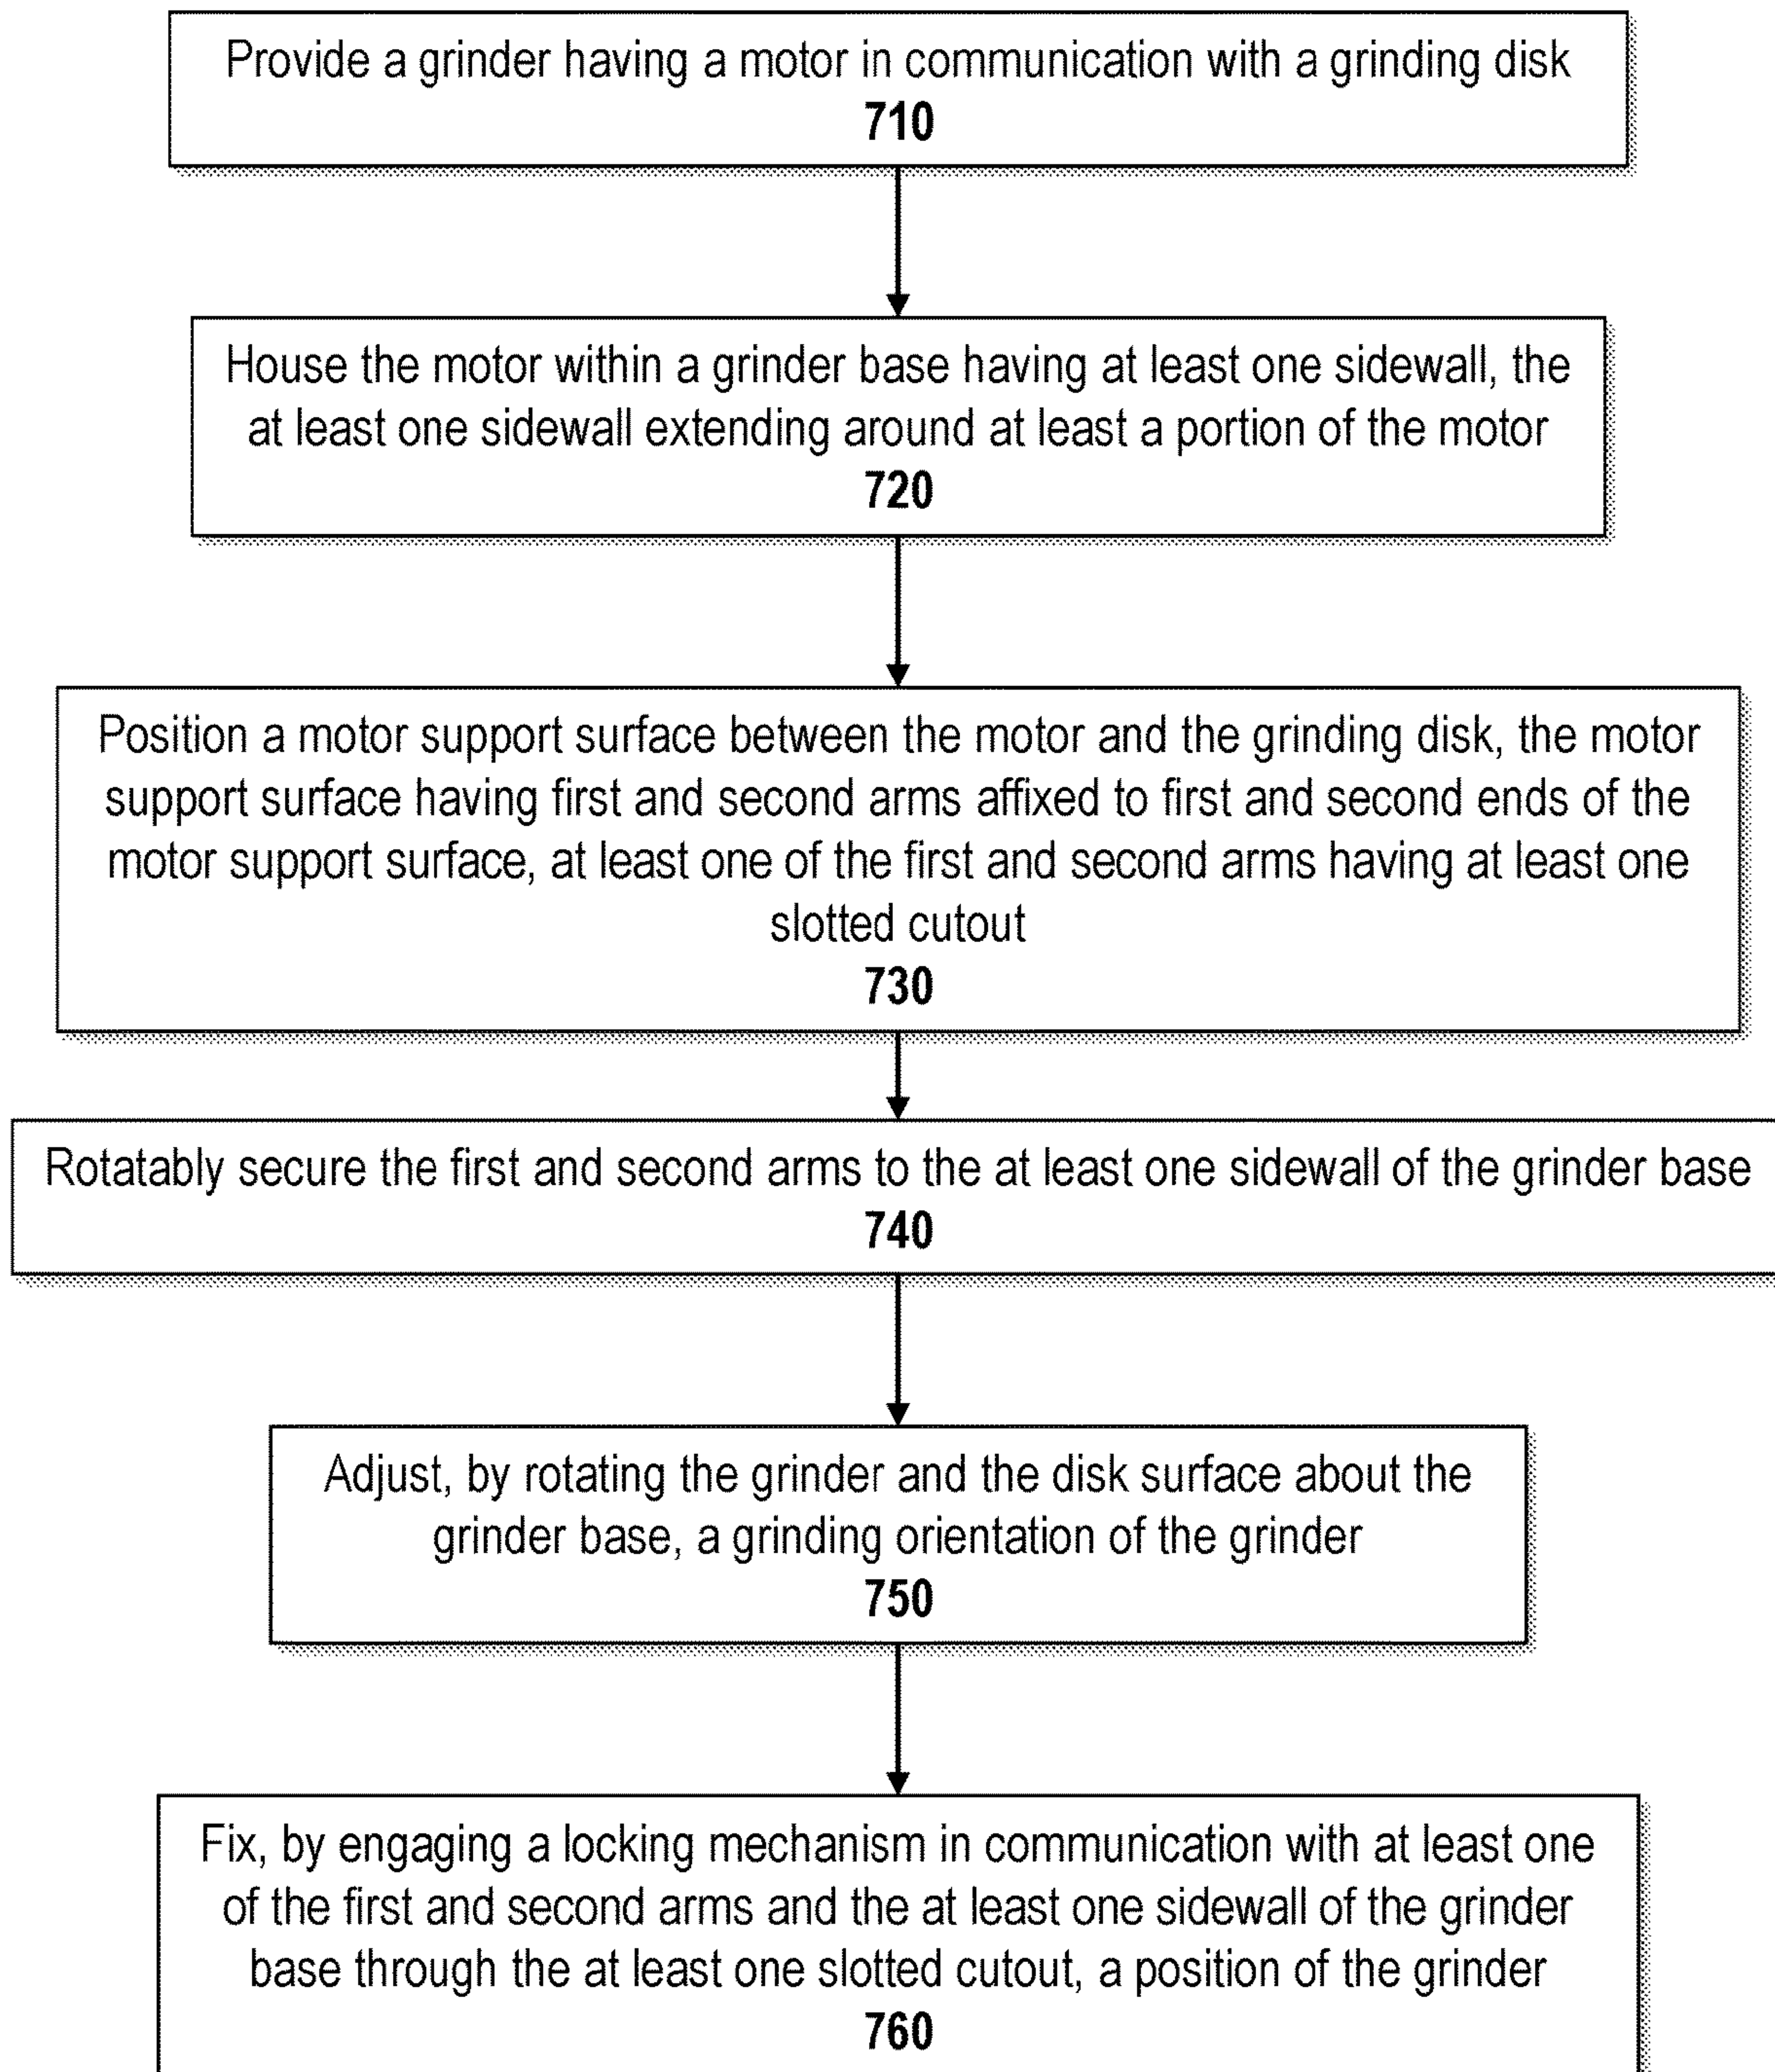 Provide a grinder having a motor in communication with a grinding disk
710
House the motor within a grinder base having at least one sidewall, the
at least one sidewall extending around at least a portion of the motor
720
Position a motor support surface between the motor and the grinding disk, the motor
support surface having first and second arms affixed to first and second ends of the
motor support surface, at least one of the first and second arms having at least one
slotted cutout
730
Rotatably secure the first and second arms to the at least one sidewall of the grinder base
740
Adjust, by rotating the grinder and the disk surface about the
grinder base, a grinding orientation of the grinder
750
Fix, by engaging a locking mechanism in communication with at least one
of the first and second arms and the at least one sidewall of the grinder
base through the at least one slotted cutout, a position of the grinder
760